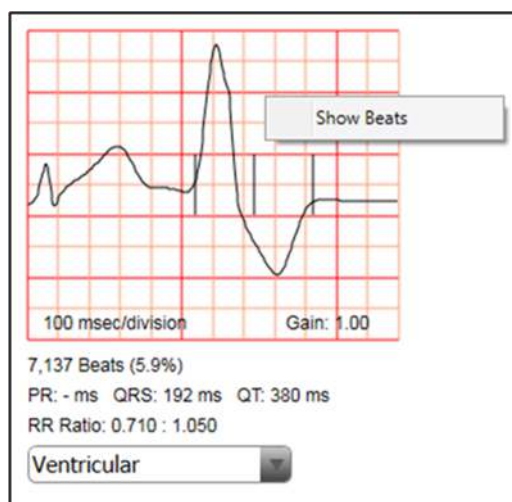 Show Beats
100 msec/division Gain: 1.00
7,137 Beats (5.9%)
PR: - ms QRS: 192 ms QT: 380 ms
RR Ratio: 0.710 : 1.050
Ventricular